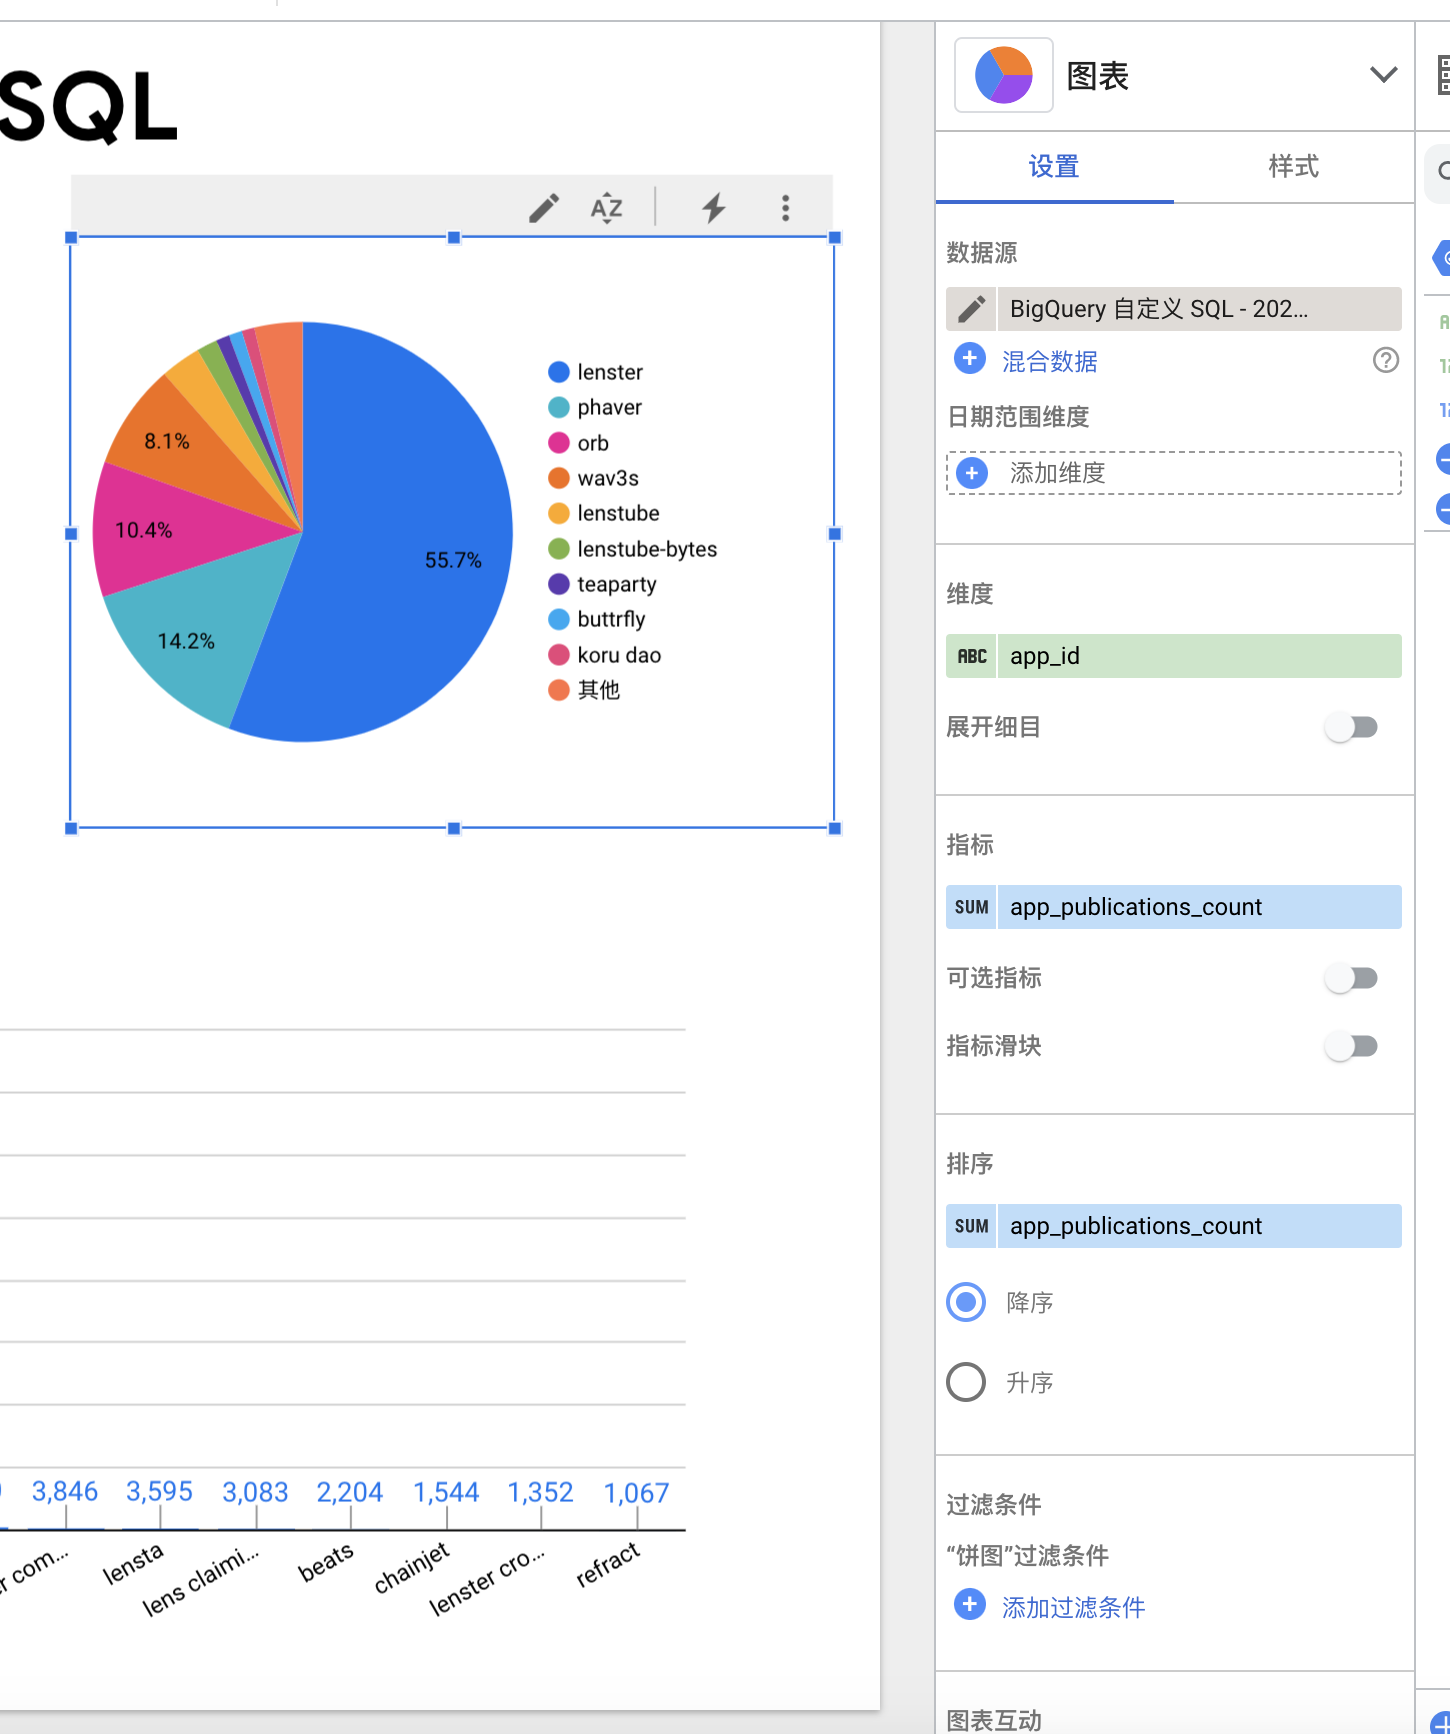 SQL
AZ
55.7%
14.2%
10.4%
8.1%
lenster
phaver
orb
wav3s
lenstube
lenstube-bytes
teaparty
buttrfly
koru dao
其他
3,846 3,595 3,083 2,204 1,544 1,352 1,067
r com... lensta lens claimi... beats chainjet lenster cro... refract
图表
设置 样式
数据源
BigQuery 自定义 SQL - 202...
混合数据
日期范围维度
添加维度
维度
ABC app_id
展开细目
指标
SUM app_publications_count
可选指标
指标滑块
排序
SUM app_publications_count
降序
升序
过滤条件
“饼图”过滤条件
添加过滤条件
图表互动